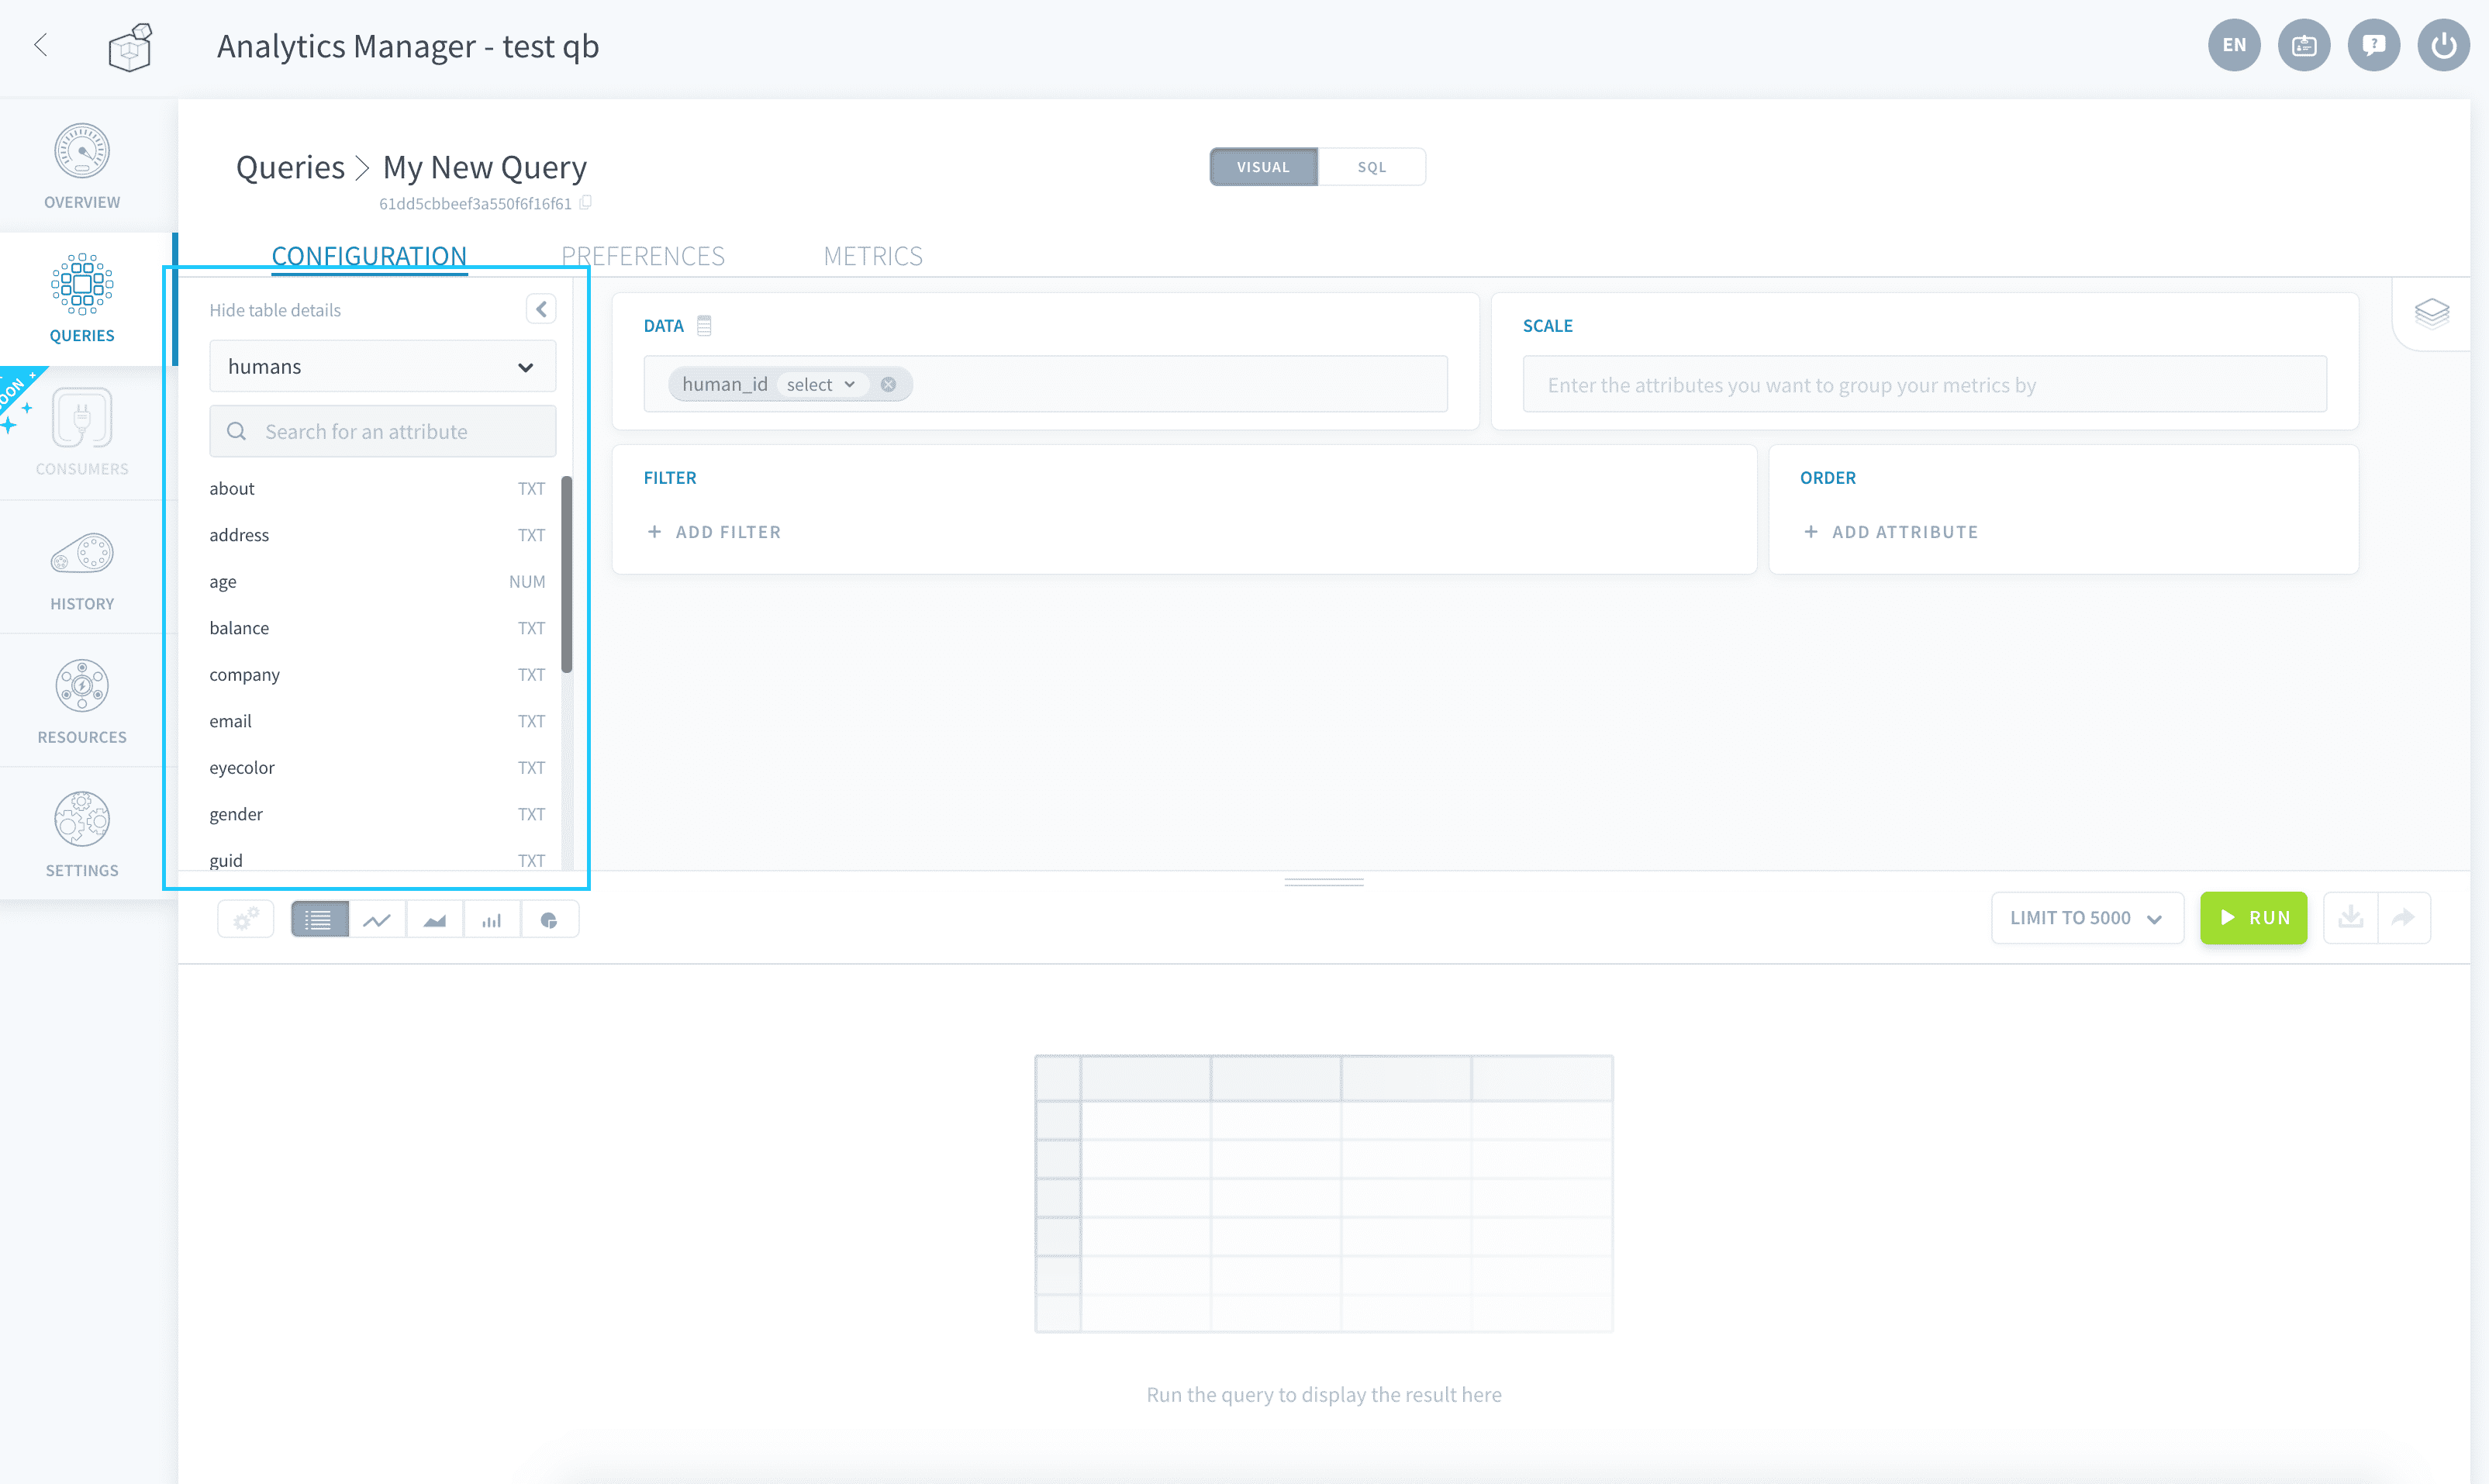 Analytics Manager - test qb
EN
OVERVIEW
QUERIES
CONSUMERS
HISTORY
RESOURCES
SETTINGS
Queries > My New Query
61dd5cbbeef3a550f6f16f61
VISUAL SQL
CONFIGURATION PREFERENCES METRICS
Hide table details
humans
Search for an attribute
about TXT
address TXT
age NUM
balance TXT
company TXT
email TXT
eyecolor TXT
gender TXT
guid TXT
DATA
human_id select
SCALE
Enter the attributes you want to group your metrics by
FILTER
+ ADD FILTER
ORDER
+ ADD ATTRIBUTE
LIMIT TO 5000
RUN
Run the query to display the result here